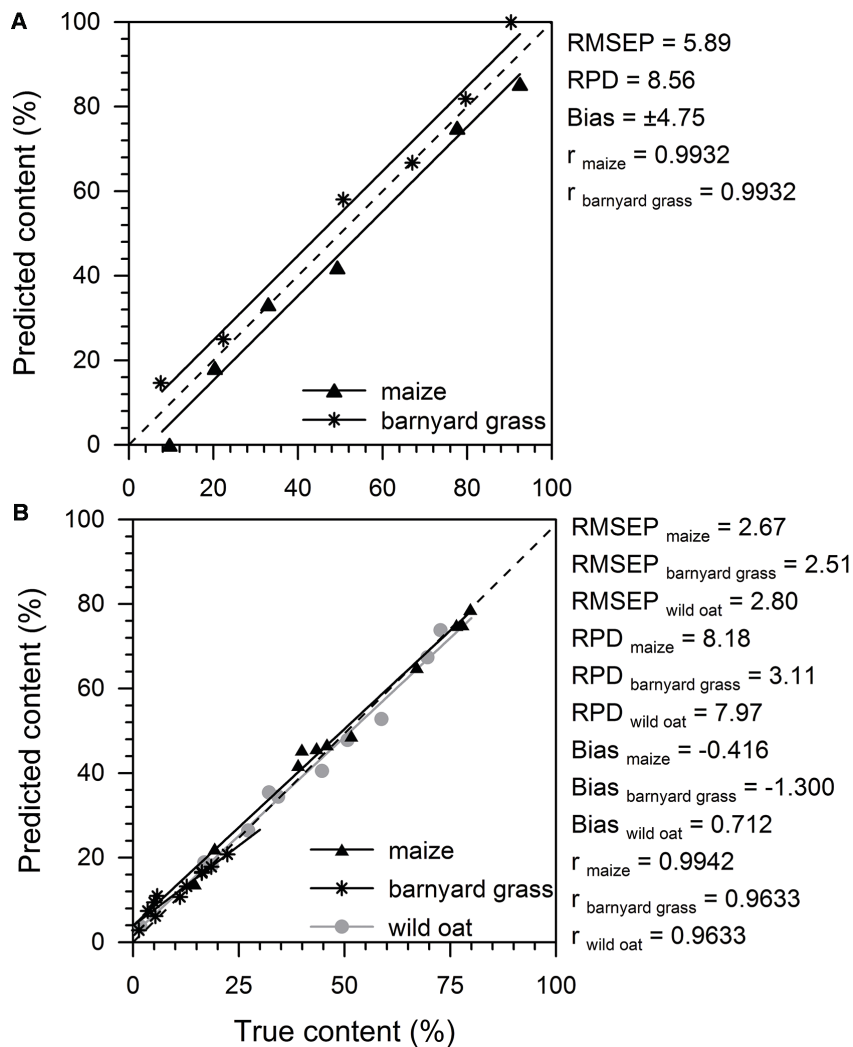 A
Predicted content (%)
100
80
60
40
20
0
0 20 40 60 80 100
maize
barnyard grass
RMSEP = 5.89
RPD = 8.56
Bias = ±4.75
r maize = 0.9932
r barnyard grass = 0.9932
B
Predicted content (%)
100
80
60
40
20
0
0 25 50 75 100
True content (%)
maize
barnyard grass
wild oat
RMSEP maize = 2.67
RMSEP barnyard grass = 2.51
RMSEP wild oat = 2.80
RPD maize = 8.18
RPD barnyard grass = 3.11
RPD wild oat = 7.97
Bias maize = -0.416
Bias barnyard grass = -1.300
Bias wild oat = 0.712
r maize = 0.9942
r barnyard grass = 0.9633
r wild oat = 0.9633